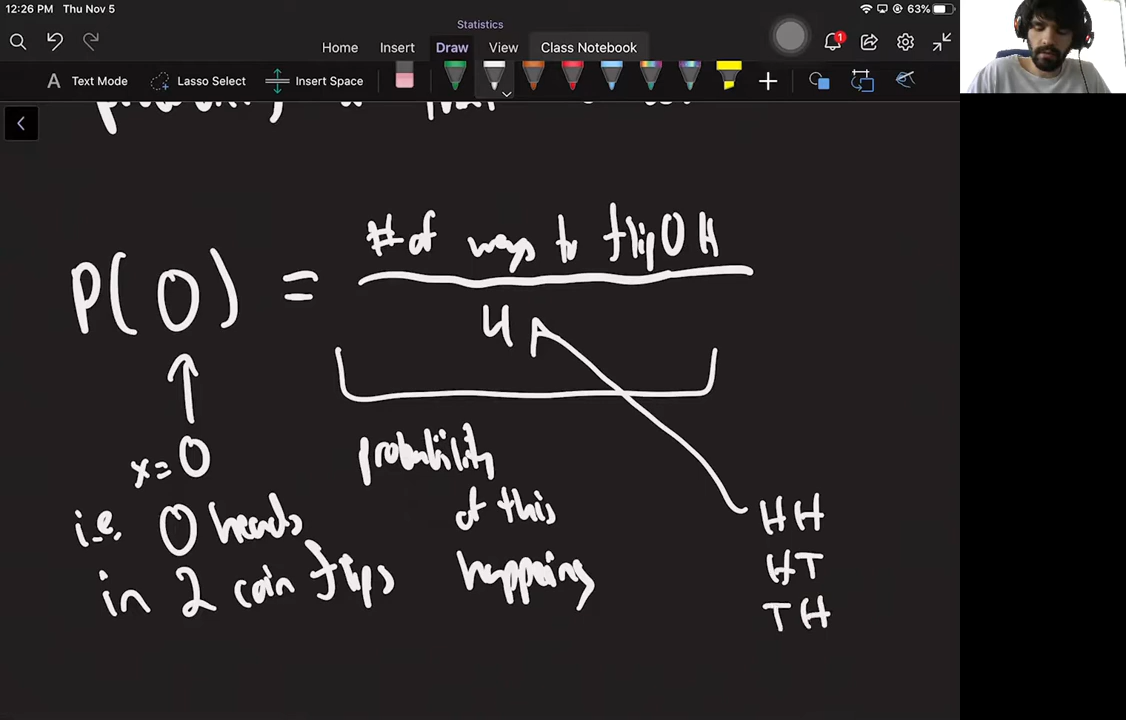 12:26 PM Thu Nov 5
63%
Statistics
Home Insert Draw View Class Notebook
1
A Text Mode Lasso Select Insert Space
probability
P(0) = # of ways to flip 0 H
4
x = 0
i.e. 0 heads
in 2 coin flips
probability
of this
happening
HH
HT
TH